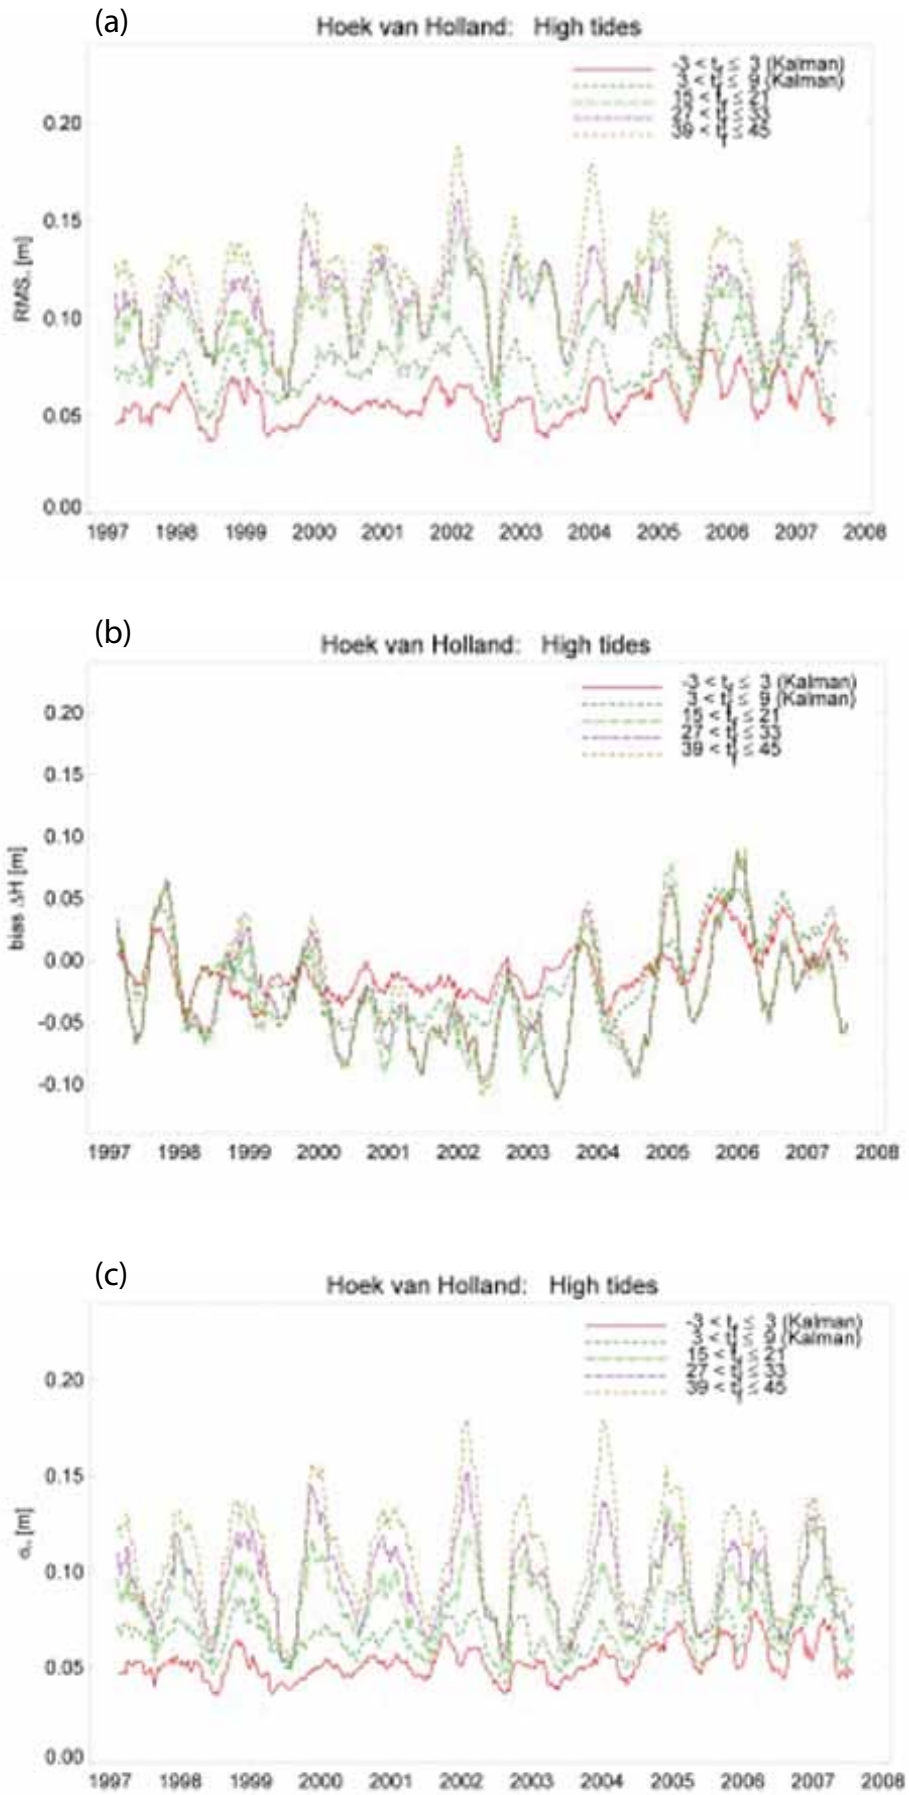 (a)
Hoek van Holland: High tides
(Kalman)
(Kalman)
0.20
0.15
0.10
0.05
0.00
RMS, [m]
1997 1998 1999 2000 2001 2002 2003 2004 2005 2006 2007 2008
(b)
Hoek van Holland: High tides
-3 < t ≤ 3 (Kalman)
3 < t ≤ 9 (Kalman)
15 < t ≤ 21
27 < t ≤ 33
39 < t ≤ 45
0.20
0.15
0.10
0.05
0.00
-0.05
-0.10
bias ΔH [m]
1997 1998 1999 2000 2001 2002 2003 2004 2005 2006 2007 2008
(c)
Hoek van Holland: High tides
(Kalman)
(Kalman)
0.20
0.15
0.10
0.05
0.00
[m]
1997 1998 1999 2000 2001 2002 2003 2004 2005 2006 2007 2008